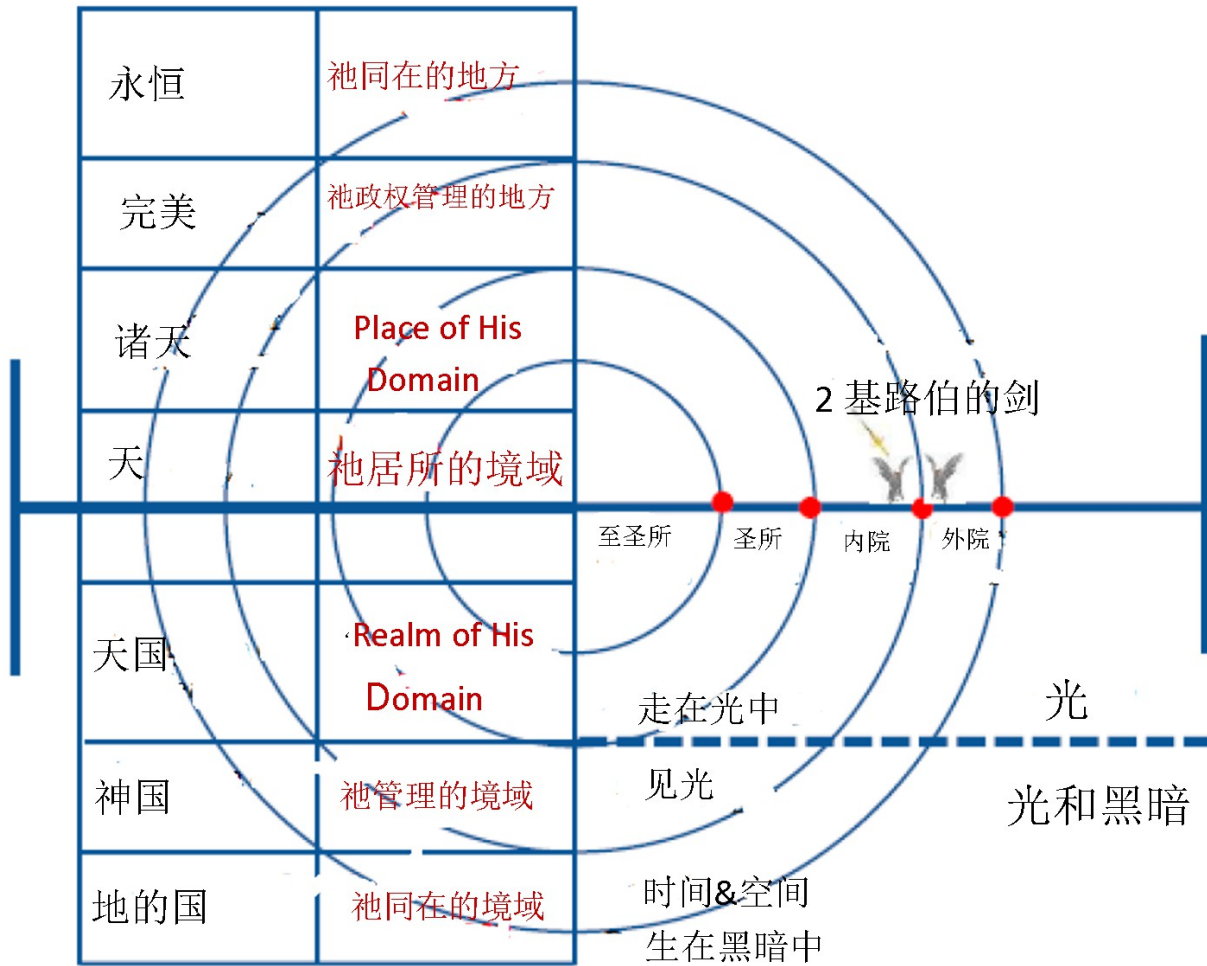 永恒
祂同在的地方
完美
祂政权管理的地方
诸天
Place of His
Domain
2 基路伯的剑
天
祂居所的境域
至圣所
圣所
内院
外院
天国
Realm of His
Domain
走在光中
光
神国
祂管理的境域
见光
光和黑暗
地的国
祂同在的境域
时间&空间
生在黑暗中